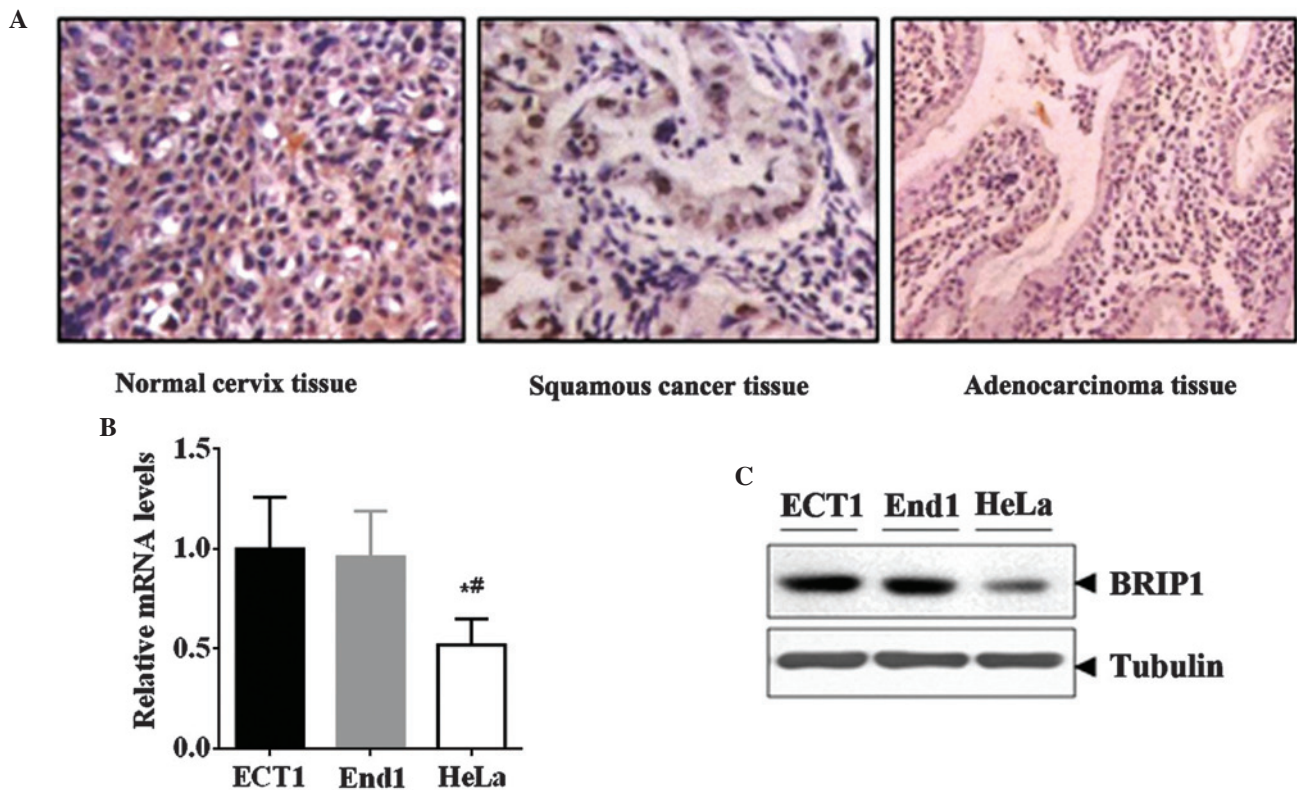 A
Normal cervix tissue
Squamous cancer tissue
Adenocarcinoma tissue
B
Relative mRNA levels
1.5
1.0
0.5
0.0
*#
ECT1
End1
HeLa
C
ECT1
End1
HeLa
BRIP1
Tubulin